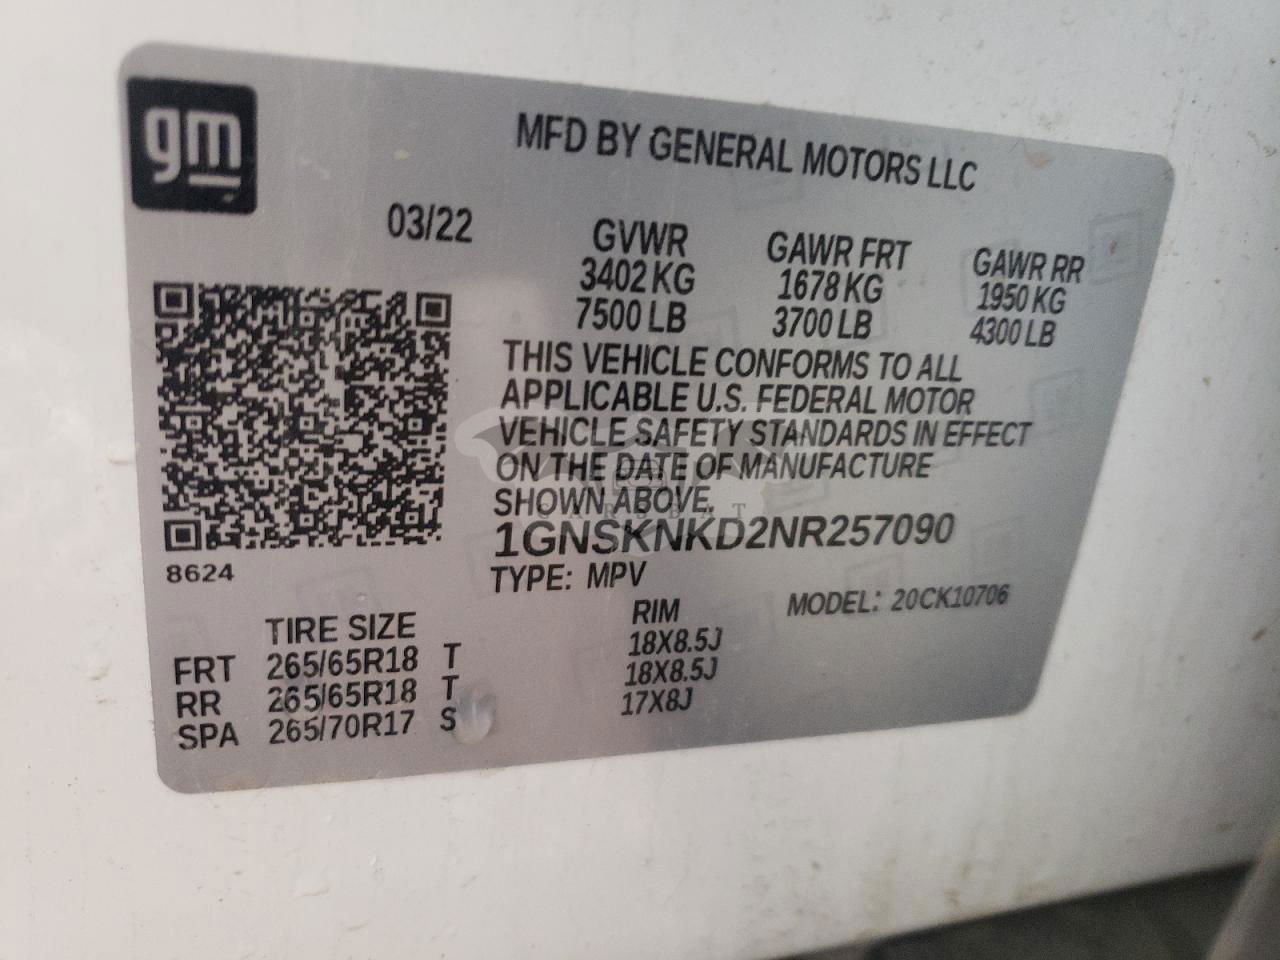 gm
MFD BY GENERAL MOTORS LLC
03/22
GVWR GAWR FRT GAWR RR
3402 KG 1678 KG 1950 KG
7500 LB 3700 LB 4300 LB
THIS VEHICLE CONFORMS TO ALL
APPLICABLE U.S. FEDERAL MOTOR
VEHICLE SAFETY STANDARDS IN EFFECT
ON THE DATE OF MANUFACTURE
SHOWN ABOVE.
CARSBAT
1GNSKNKD2NR257090
8624
TYPE: MPV MODEL: 20CK10706
TIRE SIZE RIM
FRT 265/65R18 T 18X8.5J
RR 265/65R18 T 18X8.5J
SPA 265/70R17 S 17X8J